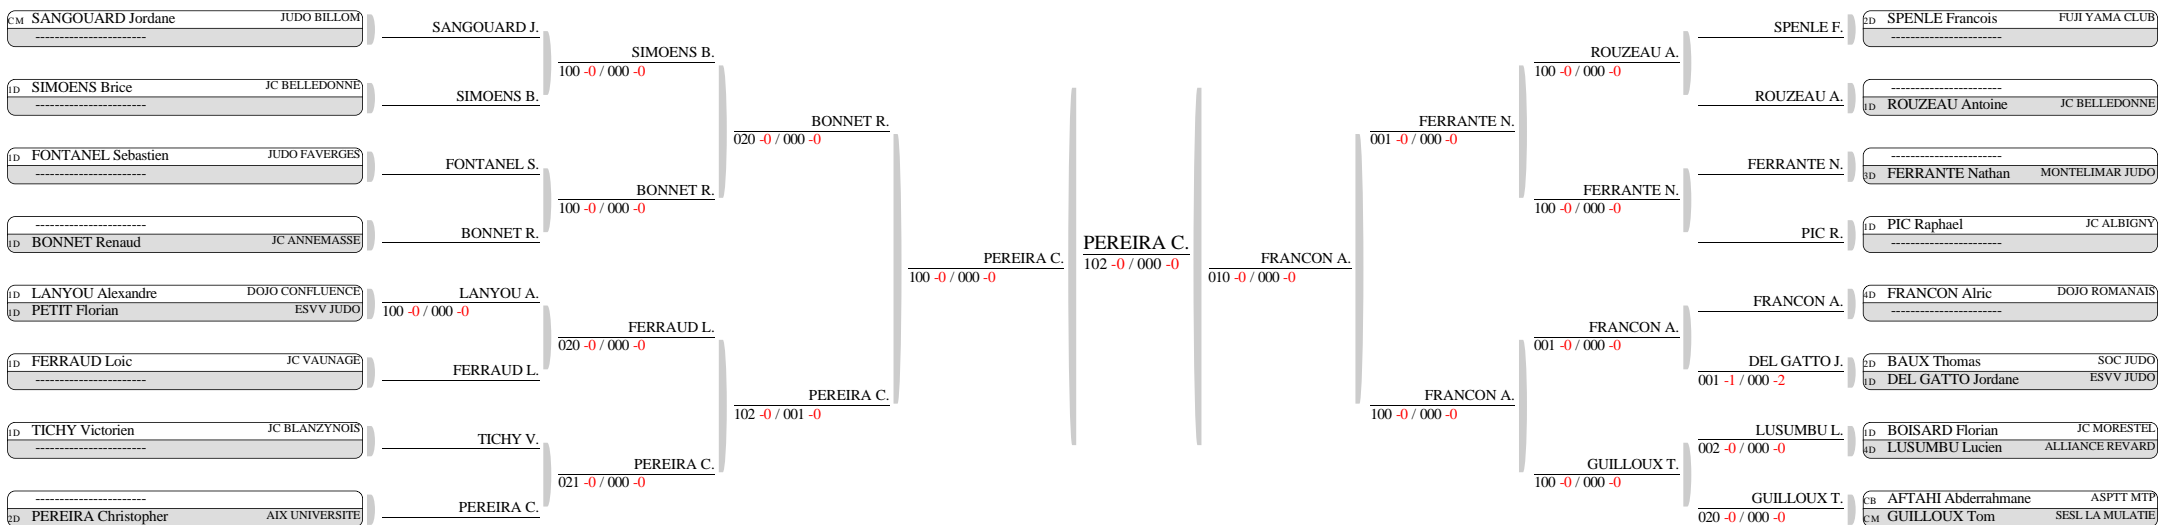 CM SANGOUARD Jordane JUDO BILLOM
-----------------------
1D SIMOENS Brice JC BELLEDONNE
-----------------------
1D FONTANEL Sebastien JUDO FAVERGES
-----------------------
-----------------------
1D BONNET Renaud JC ANNEMASSE
1D LANYOU Alexandre DOJO CONFLUENCE
1D PETIT Florian ESVV JUDO
1D FERRAUD Loic JC VAUNAGE
-----------------------
1D TICHY Victorien JC BLANZYNOIS
-----------------------
-----------------------
2D PEREIRA Christopher AIX UNIVERSITE
SANGOUARD J.
SIMOENS B.
FONTANEL S.
BONNET R.
LANYOU A.
100 -0 / 000 -0
FERRAUD L.
TICHY V.
PEREIRA C.
SIMOENS B.
100 -0 / 000 -0
BONNET R.
100 -0 / 000 -0
FERRAUD L.
020 -0 / 000 -0
PEREIRA C.
021 -0 / 000 -0
BONNET R.
020 -0 / 000 -0
PEREIRA C.
102 -0 / 001 -0
PEREIRA C.
100 -0 / 000 -0
PEREIRA C.
102 -0 / 000 -0
FRANCON A.
010 -0 / 000 -0
FERRANTE N.
001 -0 / 000 -0
FRANCON A.
100 -0 / 000 -0
ROUZEAU A.
100 -0 / 000 -0
FERRANTE N.
100 -0 / 000 -0
FRANCON A.
001 -0 / 000 -0
GUILLOUX T.
100 -0 / 000 -0
SPENLE F.
ROUZEAU A.
FERRANTE N.
PIC R.
FRANCON A.
DEL GATTO J.
001 -1 / 000 -2
LUSUMBU L.
002 -0 / 000 -0
GUILLOUX T.
020 -0 / 000 -0
2D SPENLE Francois FUJI YAMA CLUB
-----------------------
-----------------------
1D ROUZEAU Antoine JC BELLEDONNE
-----------------------
3D FERRANTE Nathan MONTELIMAR JUDO
1D PIC Raphael JC ALBIGNY
-----------------------
4D FRANCON Alric DOJO ROMANAIS
-----------------------
2D BAUX Thomas SOC JUDO
1D DEL GATTO Jordane ESVV JUDO
1D BOISARD Florian JC MORESTEL
4D LUSUMBU Lucien ALLIANCE REVARD
CB AFTAHI Abderrahmane ASPTT MTP
CM GUILLOUX Tom SESL LA MULATIE